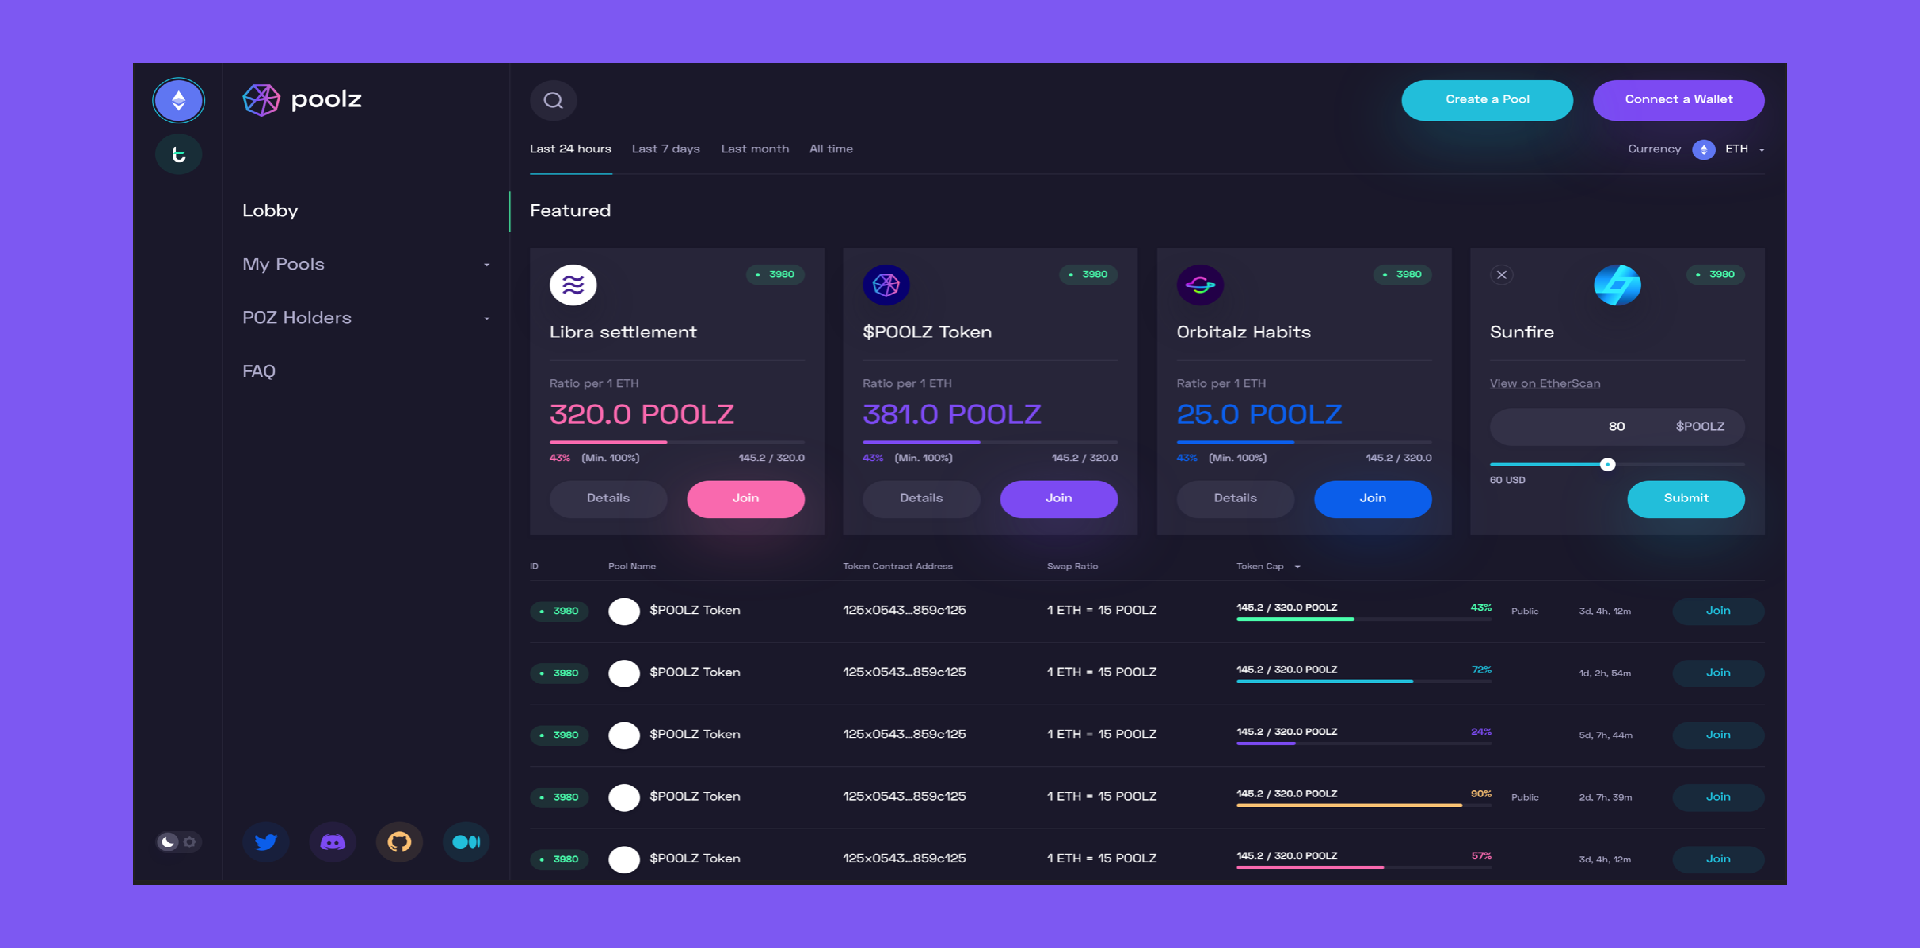 poolz
Create a Pool
Connect a Wallet
Last 24 hours
Last 7 days
Last month
All time
Currency
ETH
Lobby
My Pools
POZ Holders
FAQ
Featured
3980
Libra settlement
Ratio per 1 ETH
320.0 POOLZ
43% (Min. 100%) 145.2 / 320.0
Details
Join
3980
$POOLZ Token
Ratio per 1 ETH
381.0 POOLZ
43% (Min. 100%) 145.2 / 320.0
Details
Join
3980
Orbitalz Habits
Ratio per 1 ETH
25.0 POOLZ
43% (Min. 100%) 145.2 / 320.0
Details
Join
3980
Sunfire
View on EtherScan
80 $POOLZ
60 USD
Submit
ID Pool Name Token Contract Address Swap Ratio Token Cap
3980 $POOLZ Token 125x0543...859c125 1 ETH = 15 POOLZ 145.2 / 320.0 POOLZ 43% Public 3d, 4h, 12m Join
3980 $POOLZ Token 125x0543...859c125 1 ETH = 15 POOLZ 145.2 / 320.0 POOLZ 72% 1d, 2h, 54m Join
3980 $POOLZ Token 125x0543...859c125 1 ETH = 15 POOLZ 145.2 / 320.0 POOLZ 24% 5d, 7h, 44m Join
3980 $POOLZ Token 125x0543...859c125 1 ETH = 15 POOLZ 145.2 / 320.0 POOLZ 90% Public 2d, 7h, 39m Join
3980 $POOLZ Token 125x0543...859c125 1 ETH = 15 POOLZ 145.2 / 320.0 POOLZ 57% 3d, 4h, 12m Join